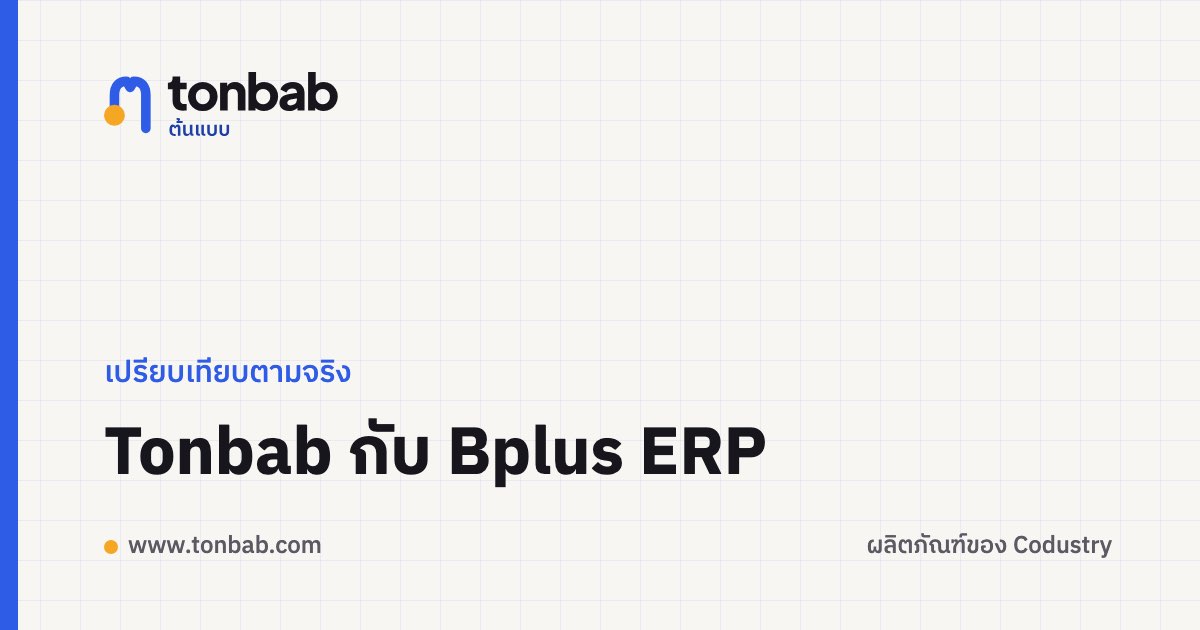 tonbab
ต้นแบบ
เปรียบเทียบตามจริง
Tonbab กับ Bplus ERP
www.tonbab.com
ผลิตภัณฑ์ของ Codustry